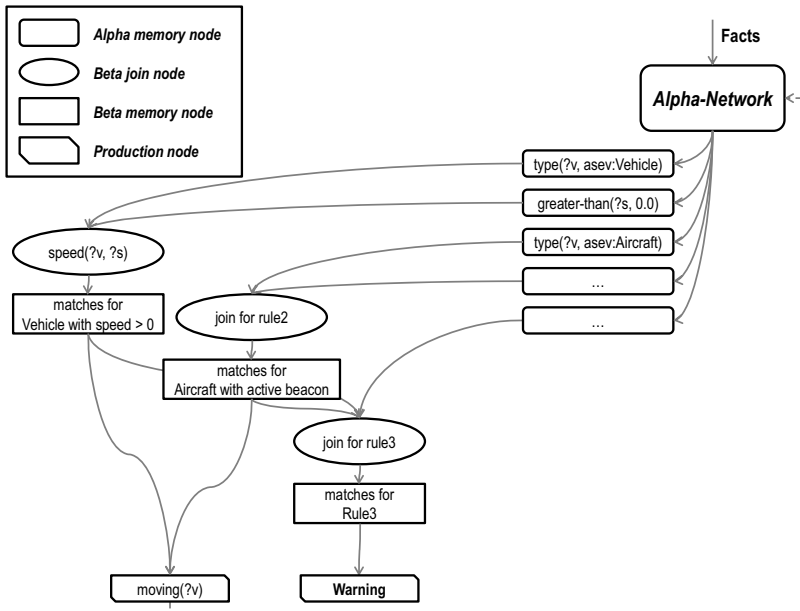 Alpha memory node
Beta join node
Beta memory node
Production node
Facts
Alpha-Network
type(?v, asev:Vehicle)
greater-than(?s, 0.0)
type(?v, asev:Aircraft)
...
...
speed(?v, ?s)
matches for
Vehicle with speed > 0
join for rule2
matches for
Aircraft with active beacon
join for rule3
matches for
Rule3
moving(?v)
Warning